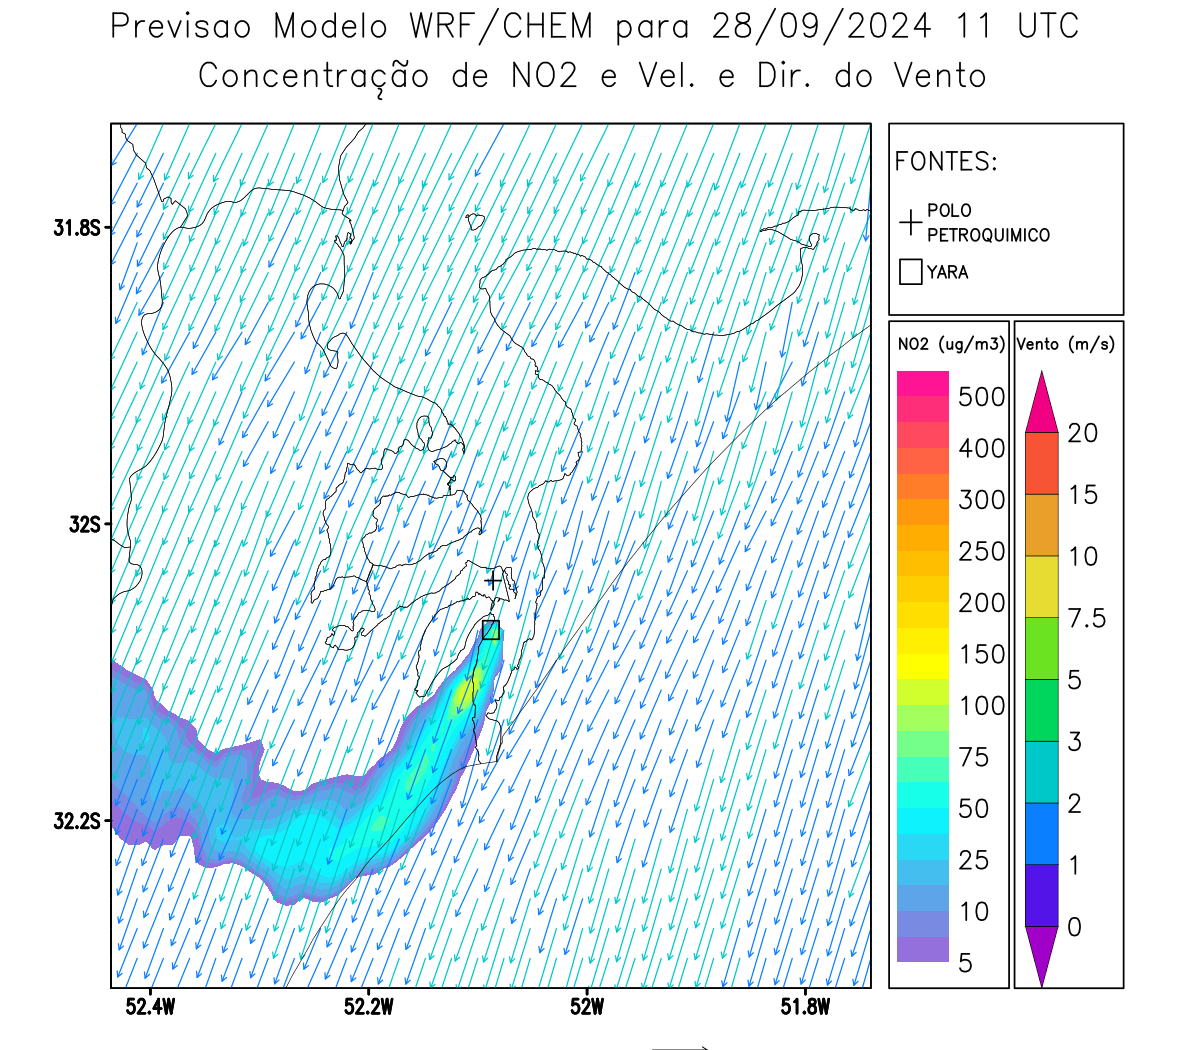 Previsao Modelo WRF/CHEM para 28/09/2024 11 UTC
Concentração de NO2 e Vel. e Dir. do Vento
FONTES:
POLO
PETROQUIMICO
YARA
NO2 (ug/m3)
500
400
300
250
200
150
100
75
50
25
10
5
Vento (m/s)
20
15
10
7.5
5
3
2
1
0
31.8S
32S
32.2S
52.4W
52.2W
52W
51.8W